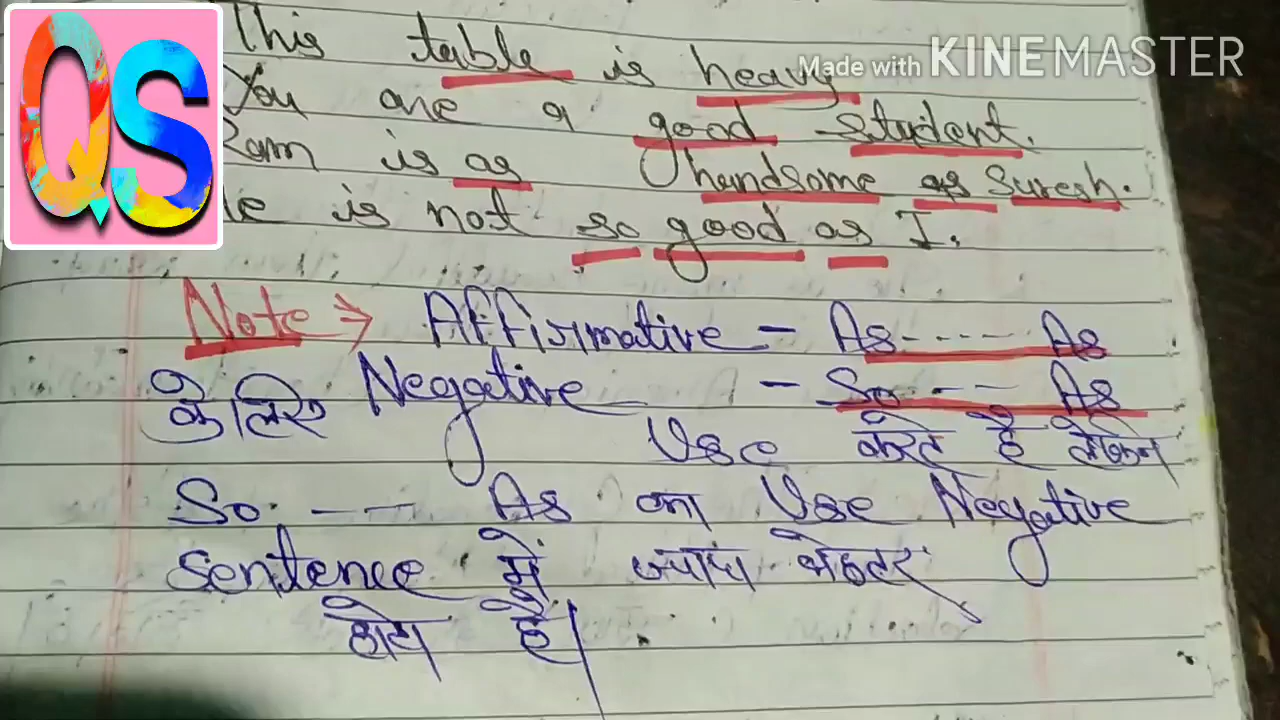 QS
Made with KINEMASTER
This table is heavy
You are a good student.
Ram is as handsome as Suresh.
He is not so good as I.
Note → Affirmative - As---- As
के लिए Negative - So --- As
Use करते है लेकिन
So --- As का Use Negative
sentence में ज्यादा बेहतर
होता है।